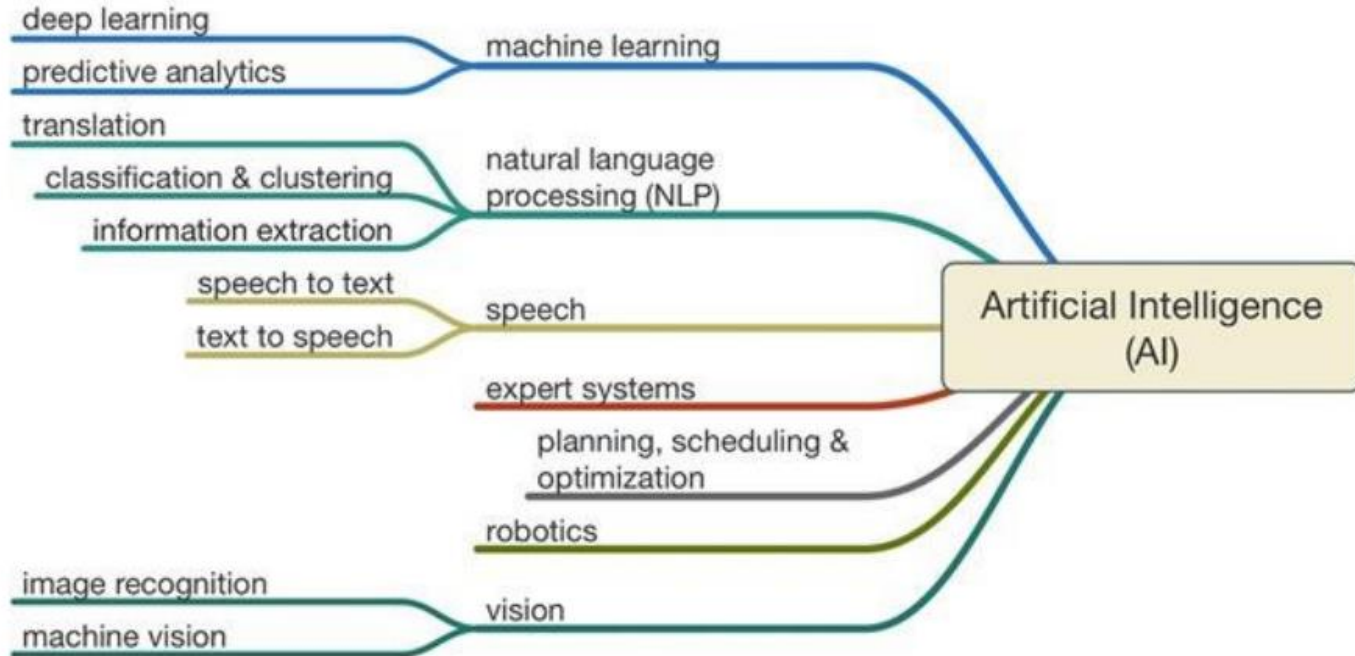 deep learning
predictive analytics
machine learning
translation
classification & clustering
information extraction
natural language
processing (NLP)
speech to text
text to speech
speech
expert systems
planning, scheduling &
optimization
robotics
image recognition
machine vision
vision
Artificial Intelligence
(AI)